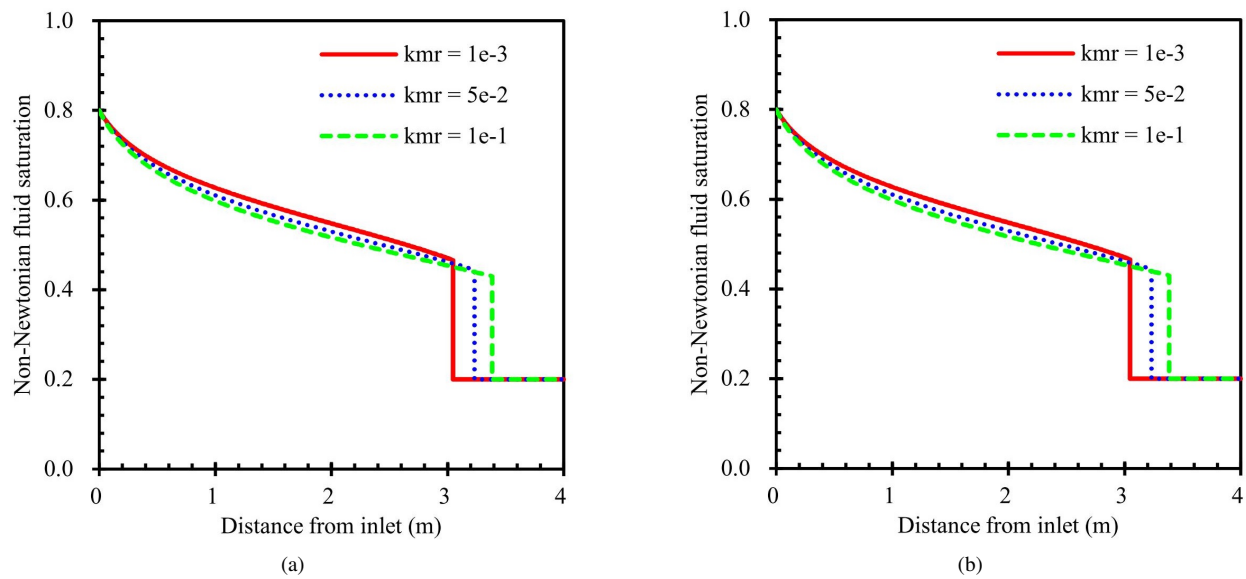 1.0
0.8
0.6
0.4
0.2
0.0
Non-Newtonian fluid saturation
kmr = 1e-3
kmr = 5e-2
kmr = 1e-1
0 1 2 3 4
Distance from inlet (m)
(a)
1.0
0.8
0.6
0.4
0.2
0.0
Non-Newtonian fluid saturation
kmr = 1e-3
kmr = 5e-2
kmr = 1e-1
0 1 2 3 4
Distance from inlet (m)
(b)